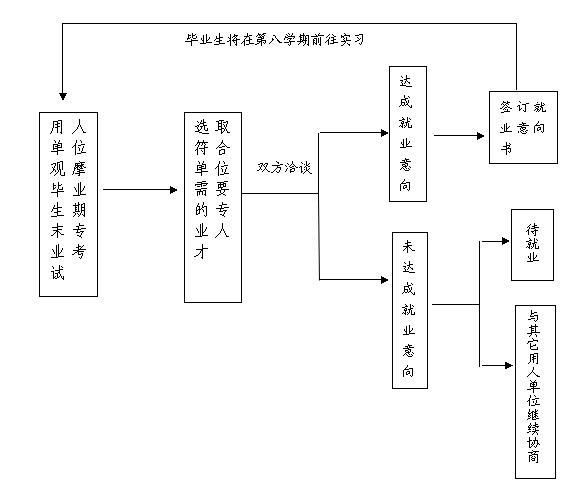 毕业生将在第八学期前往实习
用人
单位
观摩
毕业
生期
末专
业考
试
选取
符合
单位
需要
的专
业人
才
双方洽谈
达成就业意向
签订就
业意向
书
未达成就业意向
待就业
与其它用人单位继续协商